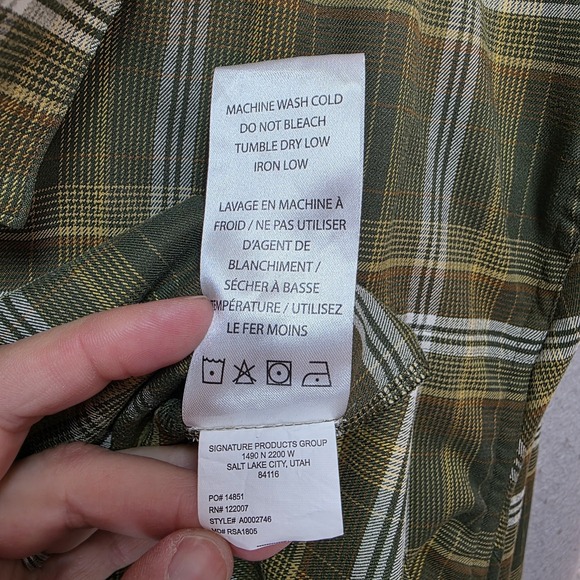 MACHINE WASH COLD
DO NOT BLEACH
TUMBLE DRY LOW
IRON LOW
LAVAGE EN MACHINE À
FROID / NE PAS UTILISER
D'AGENT DE
BLANCHIMENT /
SÉCHER À BASSE
TEMPÉRATURE / UTILISEZ
LE FER MOINS
SIGNATURE PRODUCTS GROUP
1490 N 2200 W
SALT LAKE CITY, UTAH
84116
PO# 14851
RN# 122007
STYLE# A0002746
RSA1805